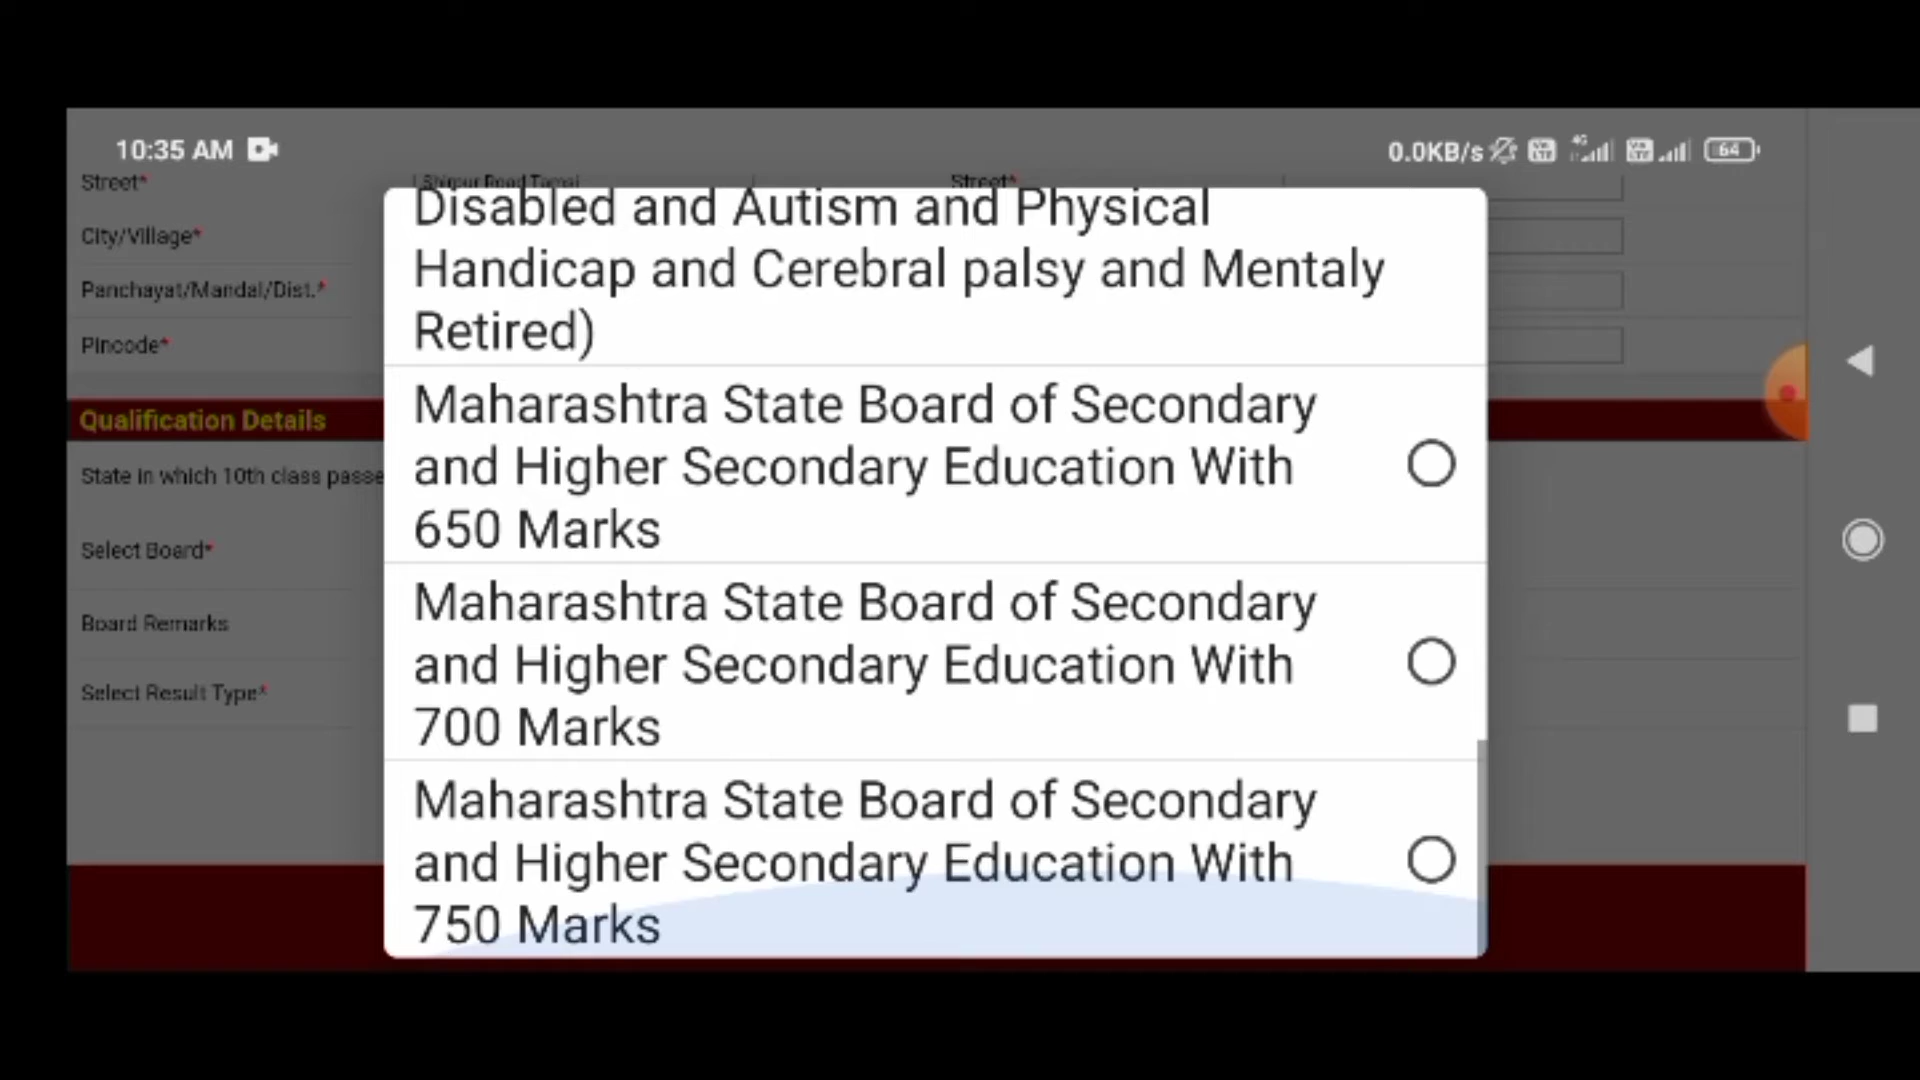 10:35 AM
0.0KB/s 4G 64
Street*
Shirpur Road Tamsi
Street*
City/Village*
Panchayat/Mandal/Dist.*
Pincode*
Qualification Details
State in which 10th class passe
Select Board*
Board Remarks
Select Result Type*
Disabled and Autism and Physical
Handicap and Cerebral palsy and Mentaly
Retired)
Maharashtra State Board of Secondary
and Higher Secondary Education With
650 Marks
Maharashtra State Board of Secondary
and Higher Secondary Education With
700 Marks
Maharashtra State Board of Secondary
and Higher Secondary Education With
750 Marks